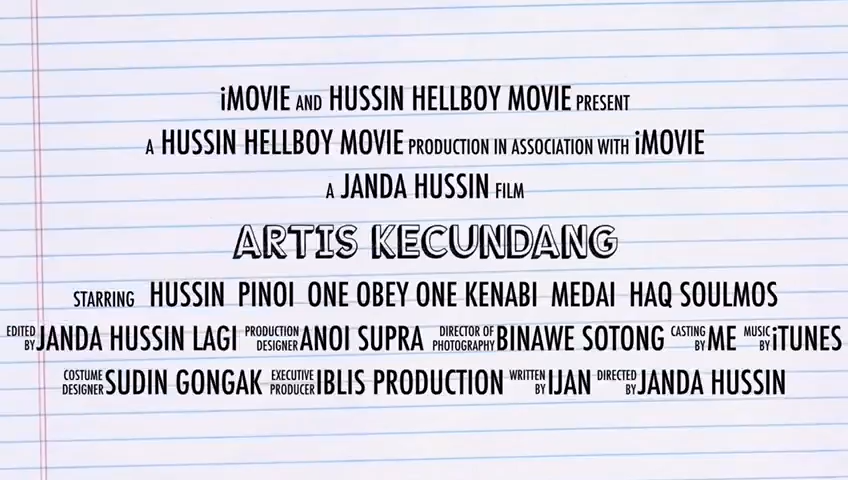 iMOVIE AND HUSSIN HELLBOY MOVIE PRESENT
A HUSSIN HELLBOY MOVIE PRODUCTION IN ASSOCIATION WITH iMOVIE
A JANDA HUSSIN FILM
ARTIS KECUNDANG
STARRING HUSSIN PINOI ONE OBEY ONE KENABI MEDAI HAQ SOULMOS
EDITED BY JANDA HUSSIN LAGI PRODUCTION DESIGNER ANOI SUPRA DIRECTOR OF PHOTOGRAPHY BINAWE SOTONG CASTING BY ME MUSIC BY iTUNES
COSTUME DESIGNER SUDIN GONGAK EXECUTIVE PRODUCER IBLIS PRODUCTION WRITTEN BY IJAN DIRECTED BY JANDA HUSSIN